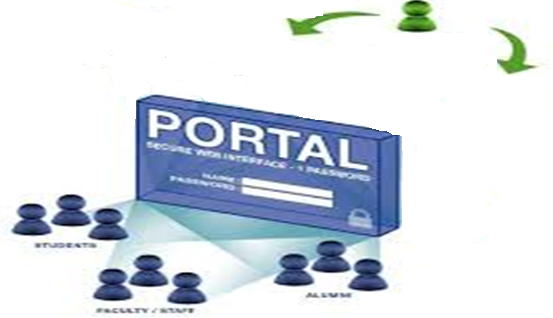 PORTAL
SECURE WEB INTERFACE - 1 PASSWORD
NAME:
PASSWORD:
STUDENTS
FACULTY / STAFF
ALUMNI